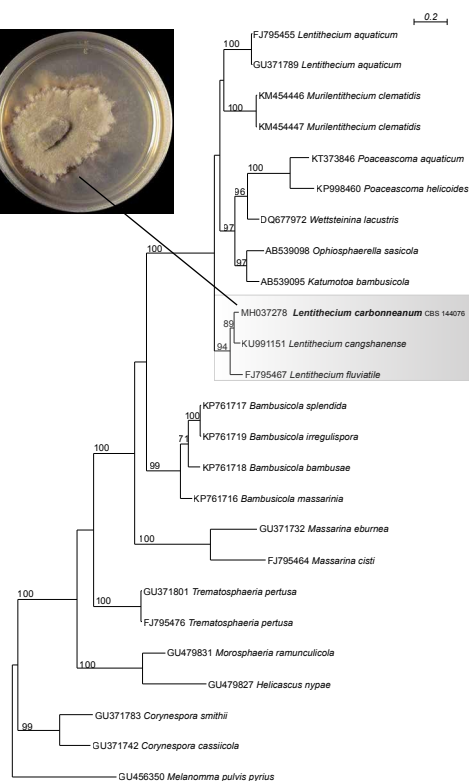 0.2
100
FJ795455 Lentithecium aquaticum
GU371789 Lentithecium aquaticum
100
KM454446 Murilentithecium clematidis
KM454447 Murilentithecium clematidis
100
KT373846 Poaceascoma aquaticum
KP998460 Poaceascoma helicoides
96
DQ677972 Wettsteinina lacustris
97
AB539098 Ophiosphaerella sasicola
97
AB539095 Katumotoa bambusicola
100
MH037278 Lentithecium carbonneanum CBS 144076
89
KU991151 Lentithecium cangshanense
94
FJ795467 Lentithecium fluviatile
KP761717 Bambusicola splendida
100
KP761719 Bambusicola irregulispora
71
KP761718 Bambusicola bambusae
99
KP761716 Bambusicola massarinia
100
GU371732 Massarina eburnea
100
FJ795464 Massarina cisti
GU371801 Trematosphaeria pertusa
100
FJ795476 Trematosphaeria pertusa
100
GU479831 Morosphaeria ramunculicola
100
GU479827 Helicascus nypae
GU371783 Corynespora smithii
99
GU371742 Corynespora cassiicola
GU456350 Melanomma pulvis pyrius